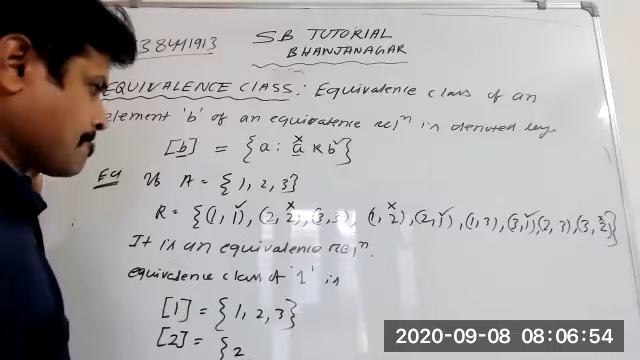 38411913
SB TUTORIAL
BHANJANAGAR
EQUIVALENCE CLASS: Equivalence class of an
element 'b' of an equivalence rel^n is denoted by
[b] = {a : a R b}
Eg If A = {1, 2, 3}
R = {(1, 1), (2, 2), (3, 3), (1, 2), (2, 1), (1, 3), (3, 1), (2, 3), (3, 2)}
It is an equivalence rel^n.
equivalence class of '1' is
[1] = {1, 2, 3}
[2] = {2
2020-09-08 08:06:54